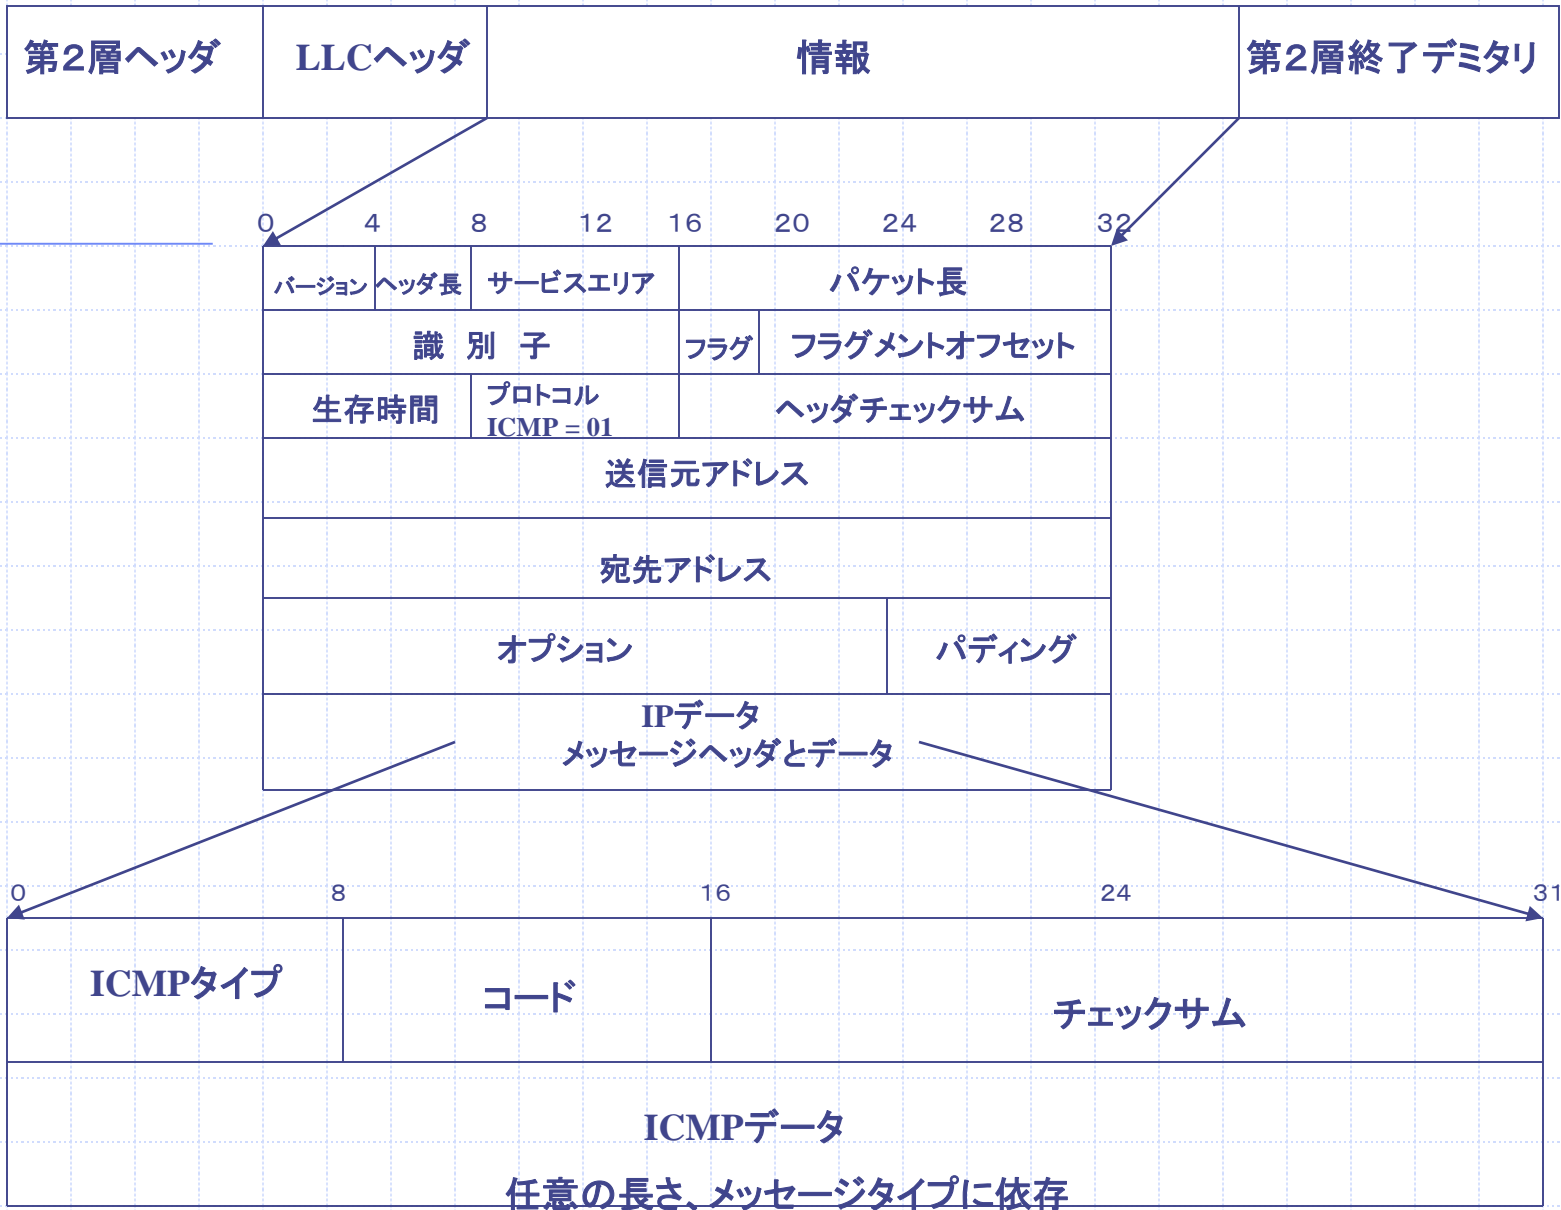 第２層ヘッダ LLCヘッダ 情報 第２層終了デミタリ
0 4 8 12 16 20 24 28 32
バージョン ヘッダ長 サービスエリア パケット長
識 別 子 フラグ フラグメントオフセット
生存時間 プロトコル ヘッダチェックサム
ICMP = 01
送信元アドレス
宛先アドレス
オプション パディング
IPデータ
メッセージヘッダとデータ
0 8 16 24 31
ICMPタイプ コード チェックサム
ICMPデータ
任意の長さ、メッセージタイプに依存